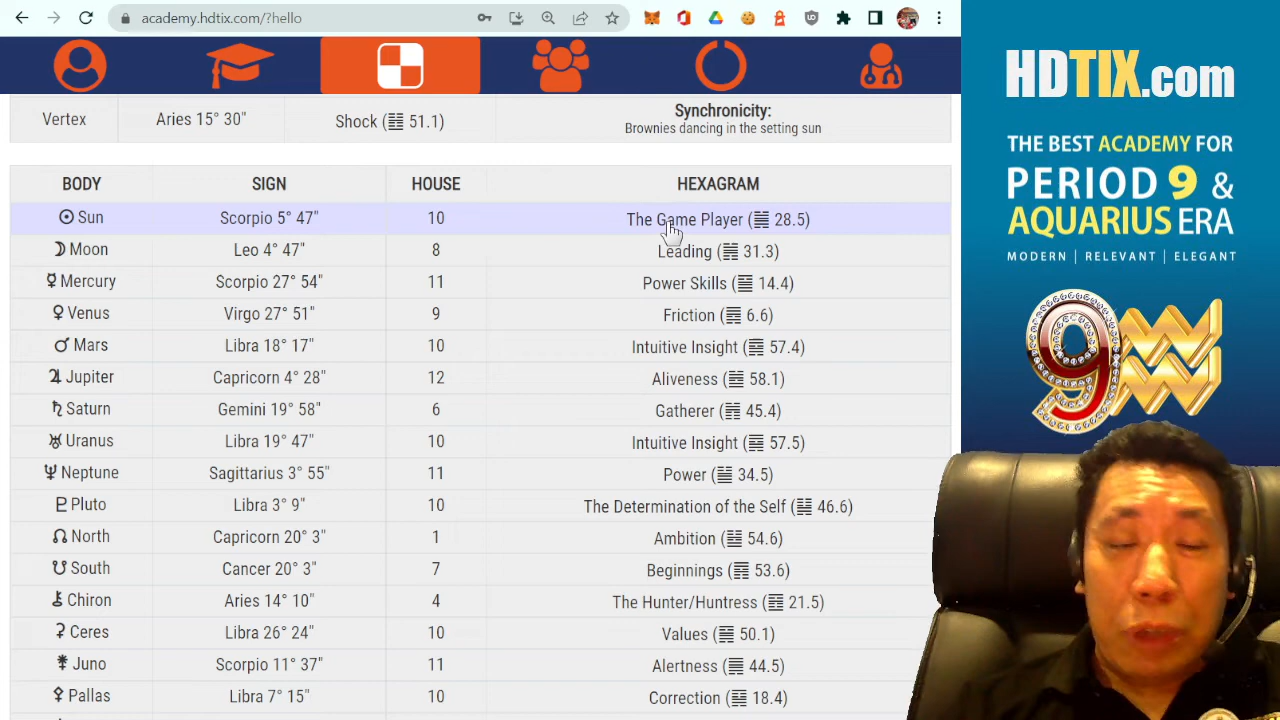 academy.hdtix.com/?hello
Vertex Aries 15° 30" Shock (䷲ 51.1) Synchronicity:
Brownies dancing in the setting sun
BODY SIGN HOUSE HEXAGRAM
☉ Sun Scorpio 5° 47" 10 The Game Player (䷛ 28.5)
☽ Moon Leo 4° 47" 8 Leading (䷞ 31.3)
☿ Mercury Scorpio 27° 54" 11 Power Skills (䷍ 14.4)
♀ Venus Virgo 27° 51" 9 Friction (䷅ 6.6)
♂ Mars Libra 18° 17" 10 Intuitive Insight (䷸ 57.4)
♃ Jupiter Capricorn 4° 28" 12 Aliveness (䷹ 58.1)
♄ Saturn Gemini 19° 58" 6 Gatherer (䷬ 45.4)
♅ Uranus Libra 19° 47" 10 Intuitive Insight (䷸ 57.5)
♆ Neptune Sagittarius 3° 55" 11 Power (䷡ 34.5)
♇ Pluto Libra 3° 9" 10 The Determination of the Self (䷭ 46.6)
☊ North Capricorn 20° 3" 1 Ambition (䷵ 54.6)
☋ South Cancer 20° 3" 7 Beginnings (䷴ 53.6)
⚷ Chiron Aries 14° 10" 4 The Hunter/Huntress (䷔ 21.5)
⚳ Ceres Libra 26° 24" 10 Values (䷱ 50.1)
⚵ Juno Scorpio 11° 37" 11 Alertness (䷫ 44.5)
⚴ Pallas Libra 7° 15" 10 Correction (䷑ 18.4)
HDTIX.com
THE BEST ACADEMY FOR
PERIOD 9 &
AQUARIUS ERA
MODERN | RELEVANT | ELEGANT
9